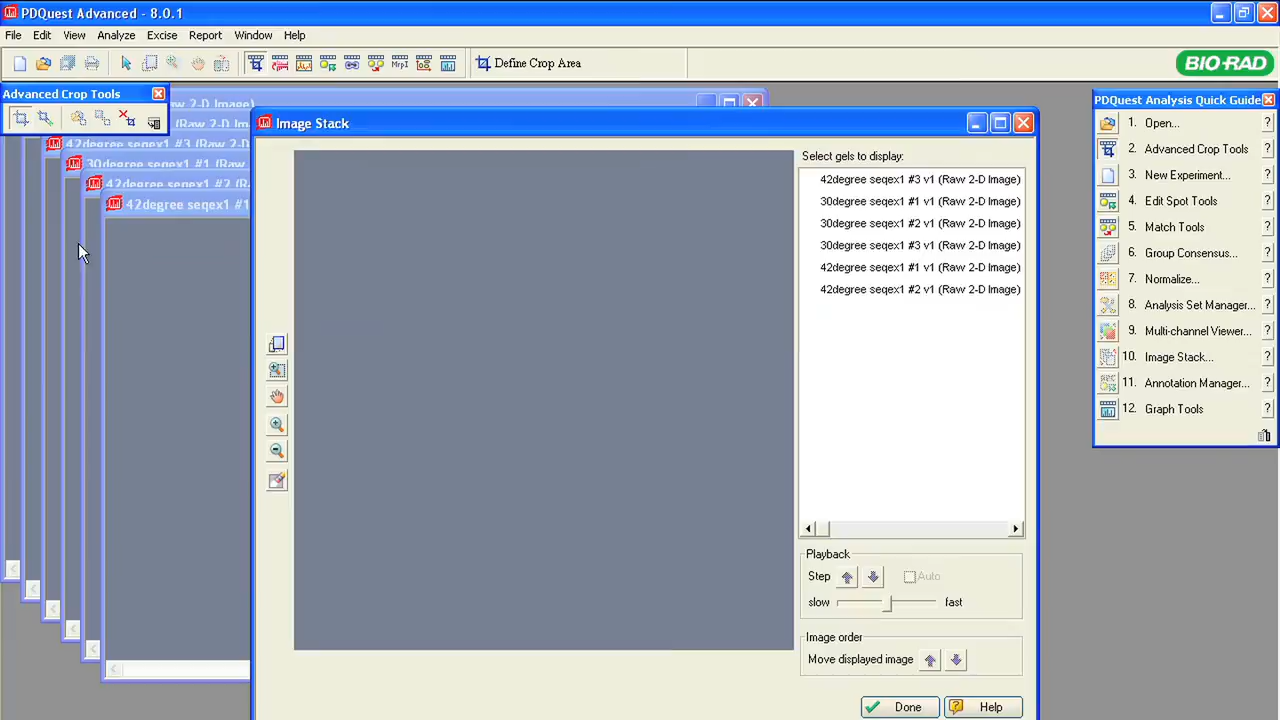 PDQuest Advanced - 8.0.1
File Edit View Analyze Excise Report Window Help
MrpI
Define Crop Area
BIO-RAD
Advanced Crop Tools
42degree seqex1 #3 (Raw
30degree seqex1 #1 (Raw
42degree seqex1 #2 (R
42degree seqex1 #1
Image Stack
Select gels to display:
42degree seqex1 #3 v1 (Raw 2-D Image)
30degree seqex1 #1 v1 (Raw 2-D Image)
30degree seqex1 #2 v1 (Raw 2-D Image)
30degree seqex1 #3 v1 (Raw 2-D Image)
42degree seqex1 #1 v1 (Raw 2-D Image)
42degree seqex1 #2 v1 (Raw 2-D Image)
Playback
Step Auto
slow fast
Image order
Move displayed image
Done Help
PDQuest Analysis Quick Guide
1. Open... ?
2. Advanced Crop Tools ?
3. New Experiment... ?
4. Edit Spot Tools ?
5. Match Tools ?
6. Group Consensus... ?
7. Normalize... ?
8. Analysis Set Manager... ?
9. Multi-channel Viewer... ?
10. Image Stack... ?
11. Annotation Manager... ?
12. Graph Tools ?